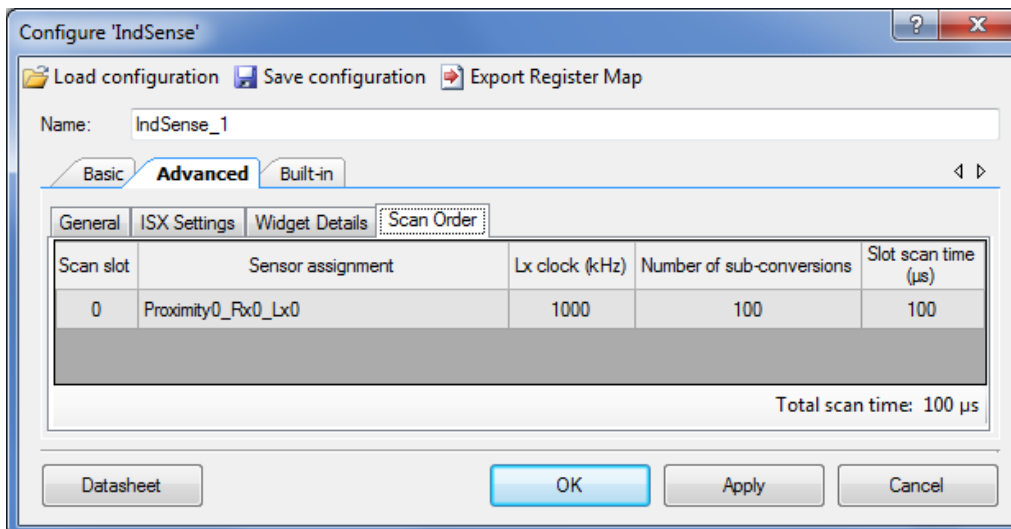 Configure 'IndSense'
?
Load configuration Save configuration Export Register Map
Name: IndSense_1
Basic Advanced Built-in
General ISX Settings Widget Details Scan Order
Scan slot Sensor assignment Lx clock (kHz) Number of sub-conversions Slot scan time (µs)
0 Proximity0_Rx0_Lx0 1000 100 100
Total scan time: 100 µs
Datasheet OK Apply Cancel